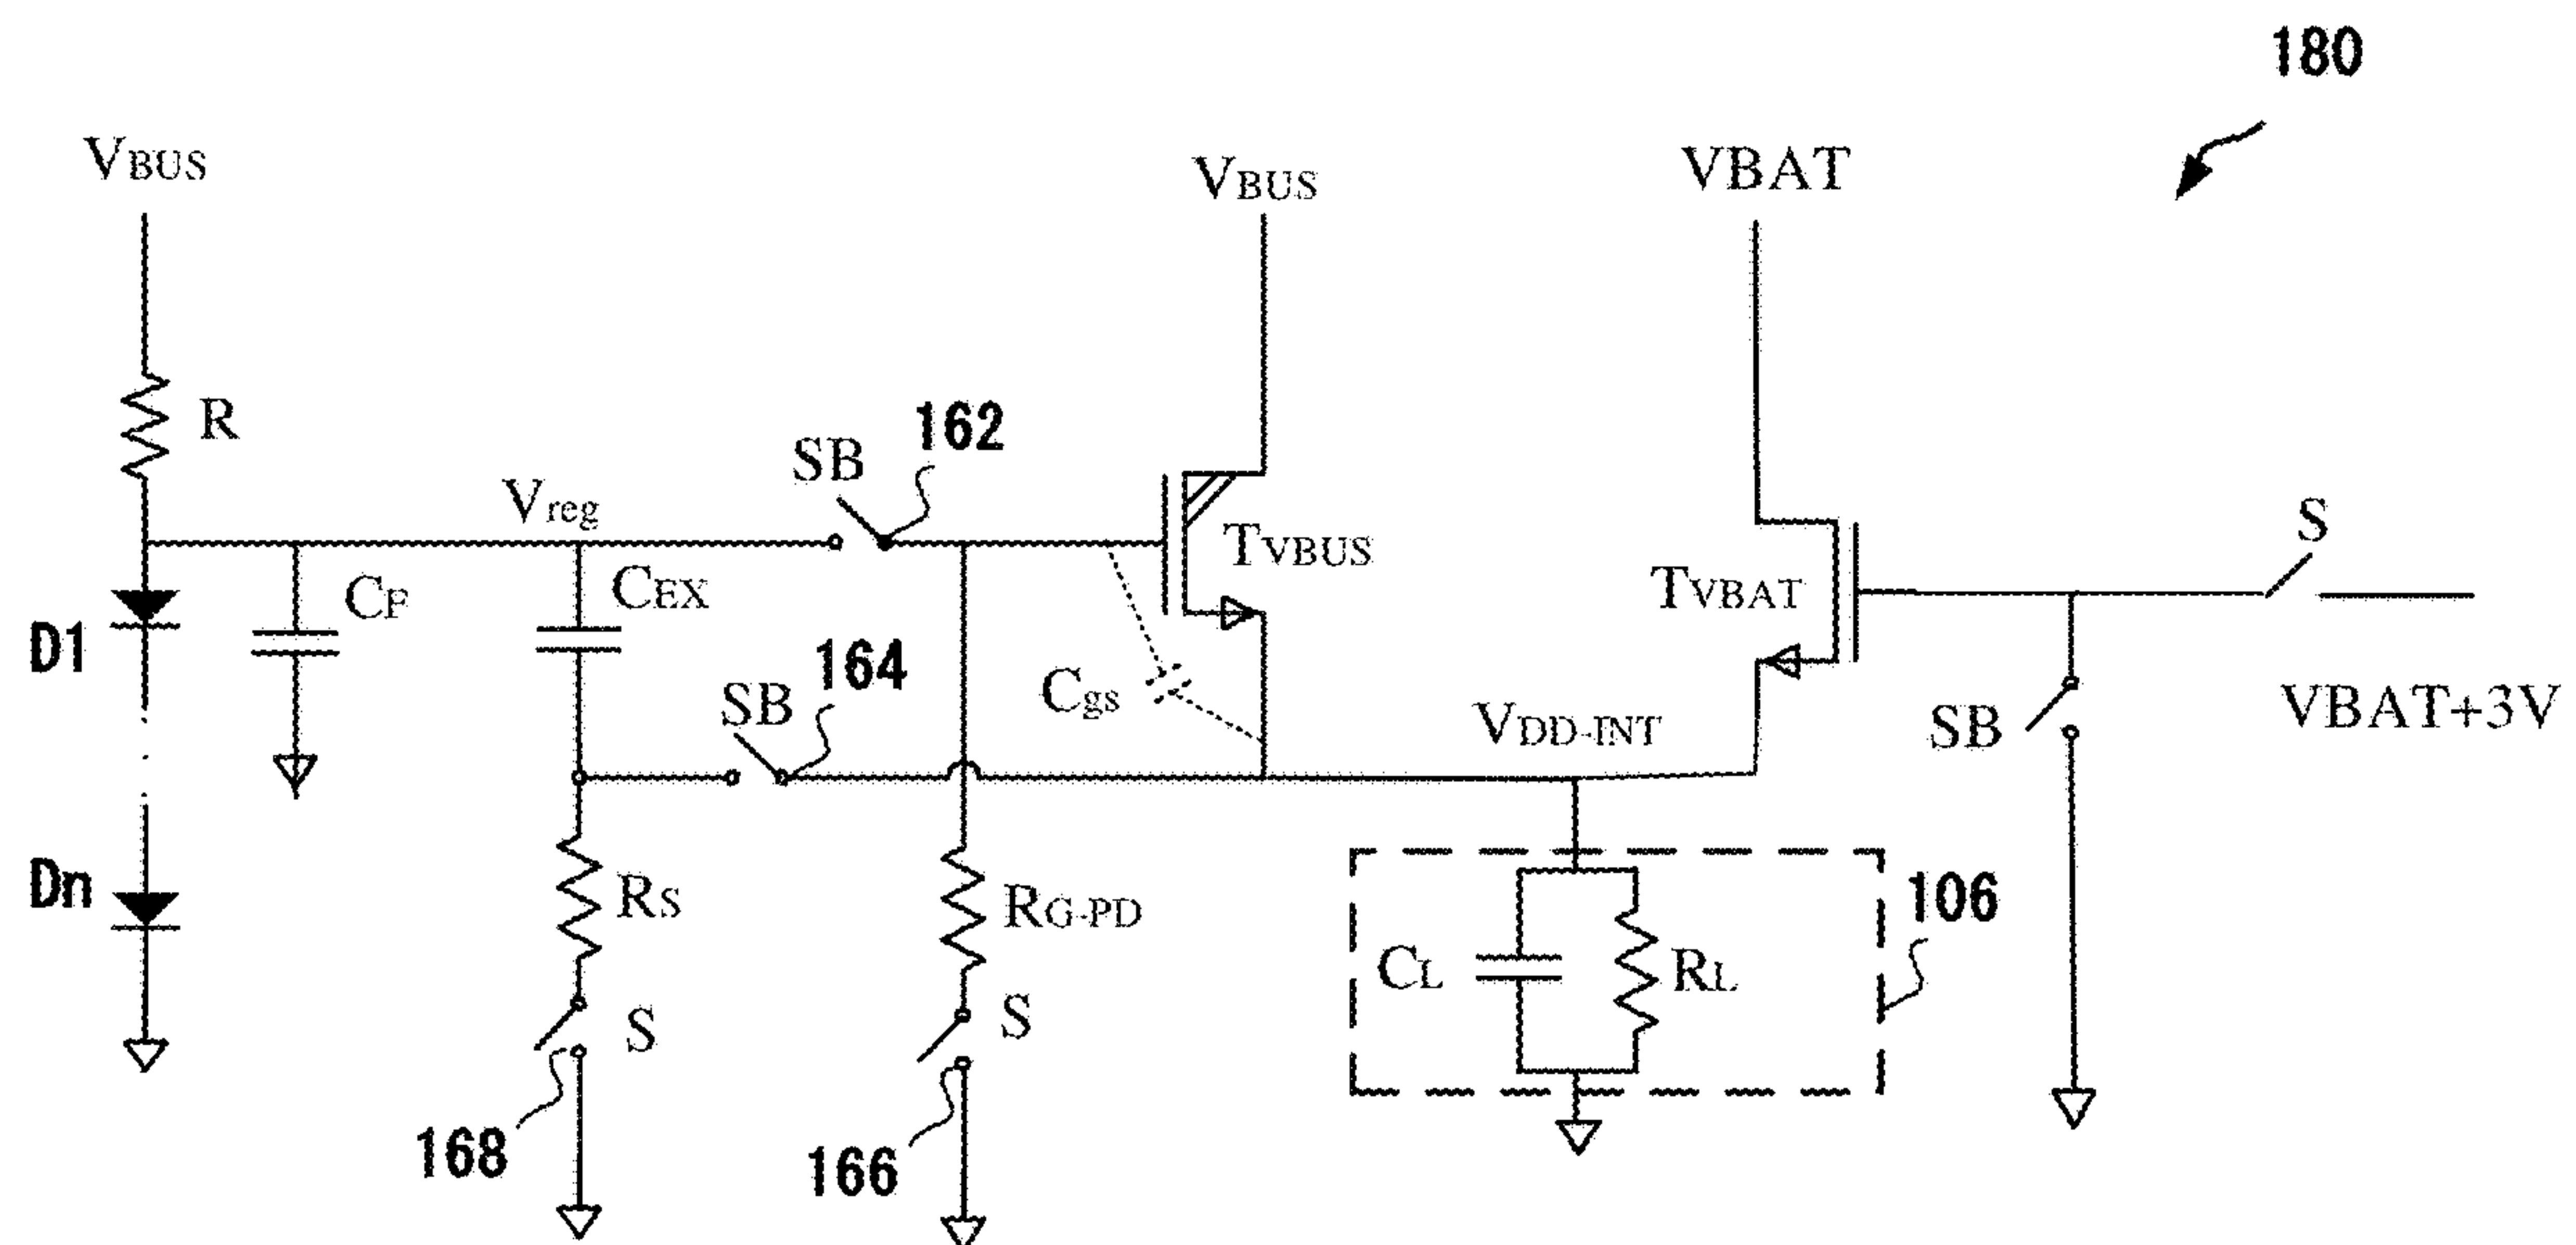 180
VBUS
VBUS
VBAT
R
SB
162
Vreg
S
TVBUS
TVBAT
CP
CEX
D1
SB
164
Cgs
VDD-INT
SB
VBAT+3V
Dn
RS
RG-PD
106
CL
RL
S
S
168
166